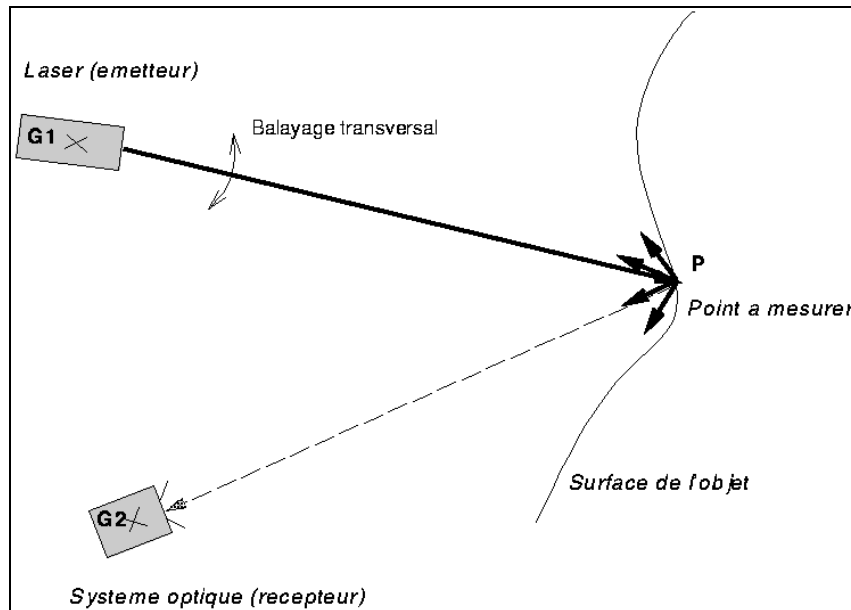 Laser (emetteur)
G1
Balayage transversal
P
Point a mesurer
Surface de l'objet
G2
Systeme optique (recepteur)